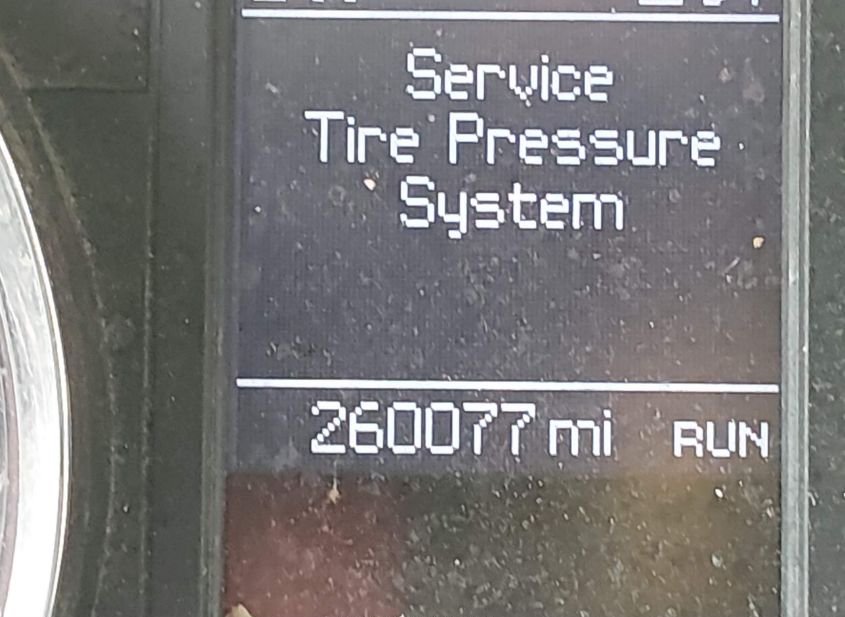 Service
Tire Pressure
System
260077 mi RUN